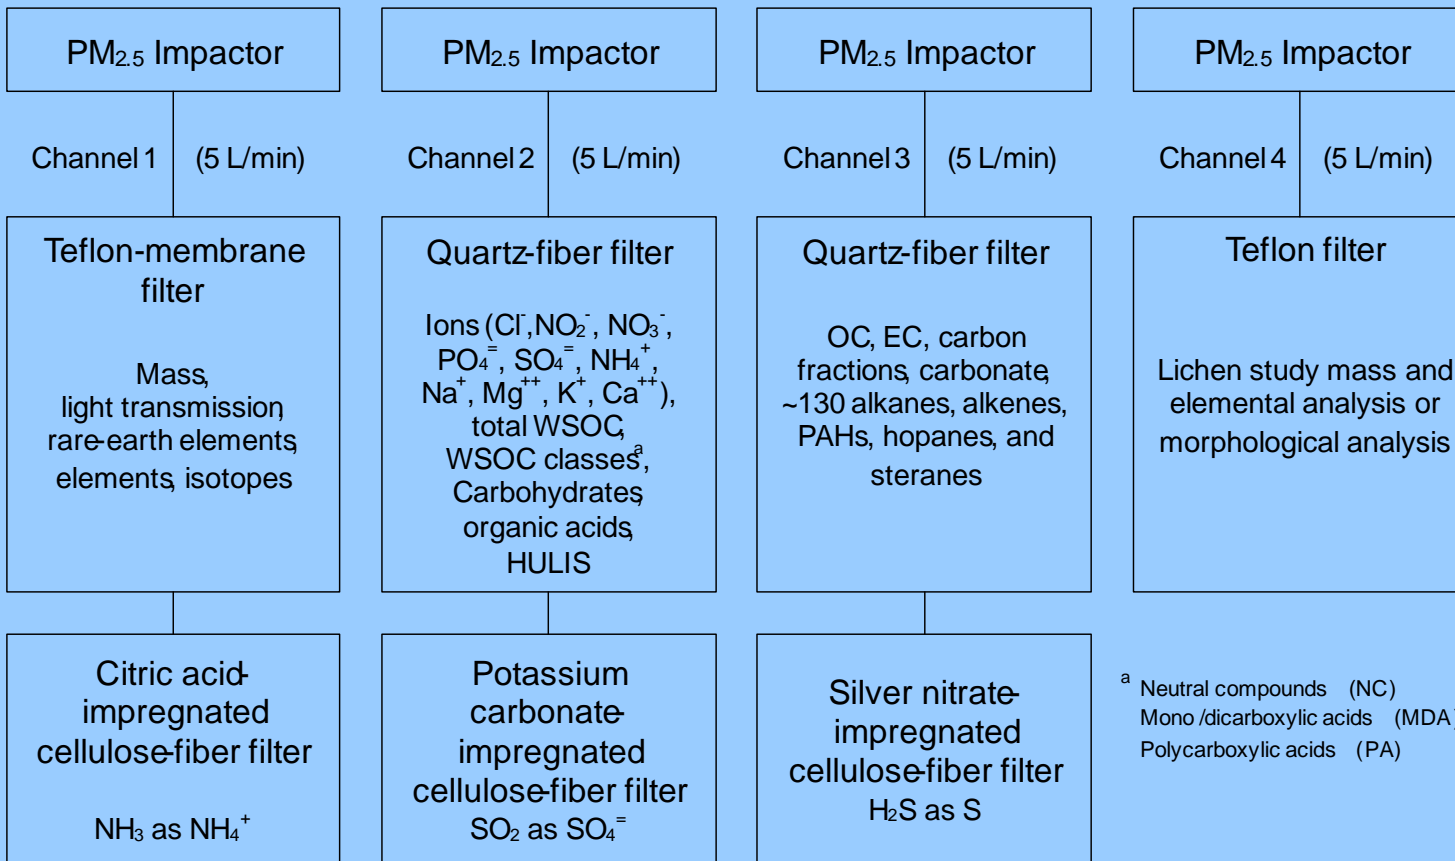 PM2.5 Impactor
Channel 1 (5 L/min)
Teflon-membrane
filter
Mass,
light transmission,
rare-earth elements,
elements, isotopes
Citric acid-
impregnated
cellulose-fiber filter
NH3 as NH4+
PM2.5 Impactor
Channel 2 (5 L/min)
Quartz-fiber filter
Ions (Cl-, NO2-, NO3-,
PO4=, SO4=, NH4+,
Na+, Mg++, K+, Ca++),
total WSOC,
WSOC classesa,
Carbohydrates,
organic acids,
HULIS
Potassium
carbonate-
impregnated
cellulose-fiber filter
SO2 as SO4=
PM2.5 Impactor
Channel 3 (5 L/min)
Quartz-fiber filter
OC, EC, carbon
fractions, carbonate,
~130 alkanes, alkenes,
PAHs, hopanes, and
steranes
Silver nitrate-
impregnated
cellulose-fiber filter
H2S as S
PM2.5 Impactor
Channel 4 (5 L/min)
Teflon filter
Lichen study mass and
elemental analysis or
morphological analysis
a Neutral compounds (NC)
Mono/dicarboxylic acids (MDA)
Polycarboxylic acids (PA)